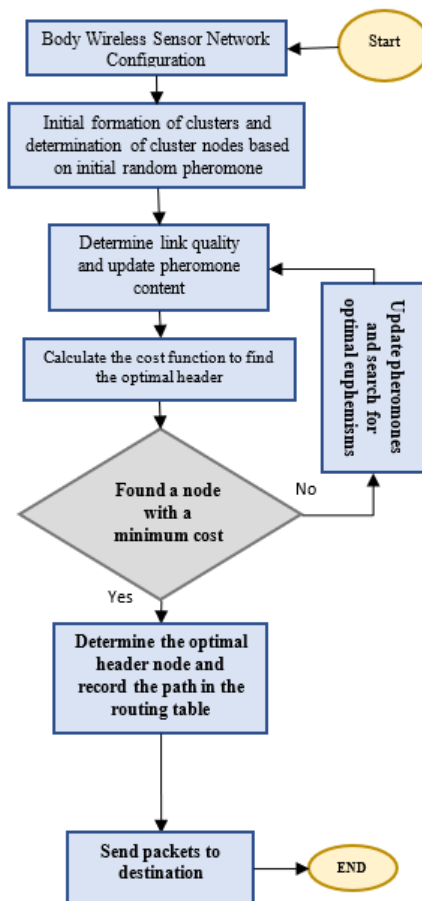 Start
Body Wireless Sensor Network
Configuration
Initial formation of clusters and
determination of cluster nodes based
on initial random pheromone
Determine link quality
and update pheromone
content
Calculate the cost function to find
the optimal header
Found a node
with a
minimum cost
No
Update pheromones
and search for
optimal euphemisms
Yes
Determine the optimal
header node and
record the path in the
routing table
Send packets to
destination
END